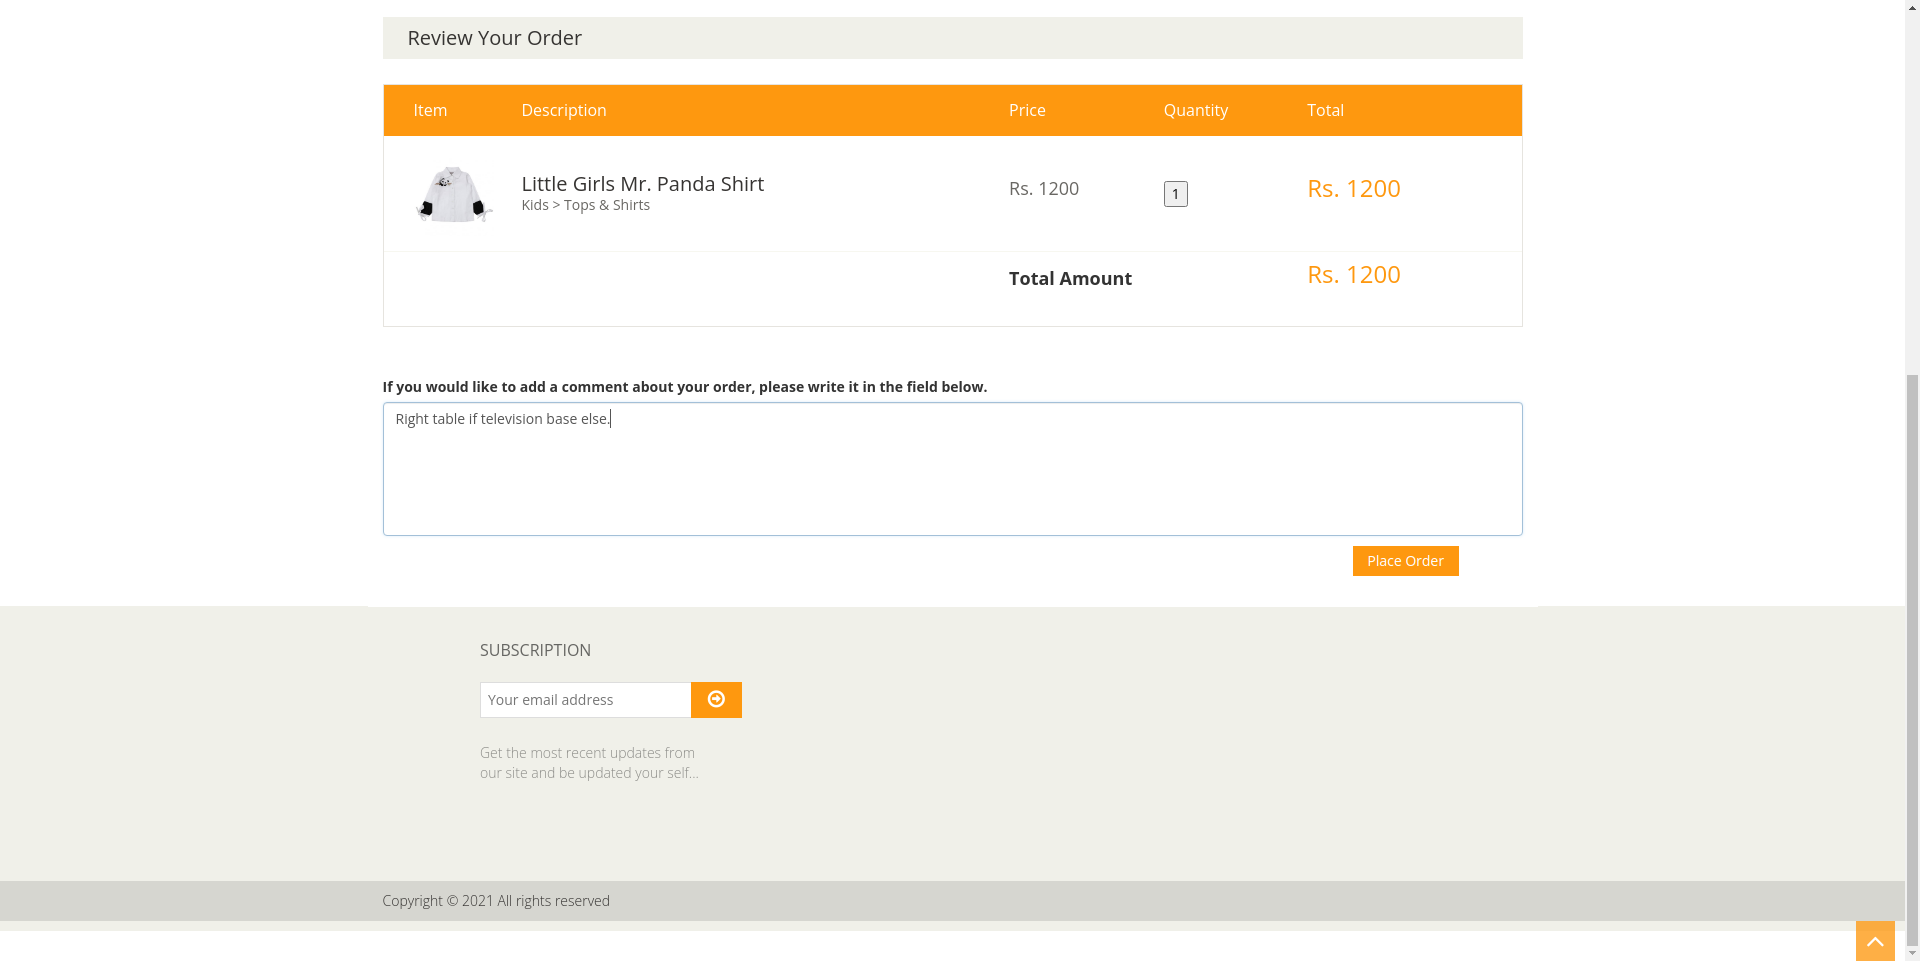 Review Your Order
Item Description Price Quantity Total
Little Girls Mr. Panda Shirt Rs. 1200 1 Rs. 1200
Kids > Tops & Shirts
Total Amount Rs. 1200
If you would like to add a comment about your order, please write it in the field below.
Right table if television base else.
Place Order
SUBSCRIPTION
Your email address
Get the most recent updates from
our site and be updated your self...
Copyright © 2021 All rights reserved